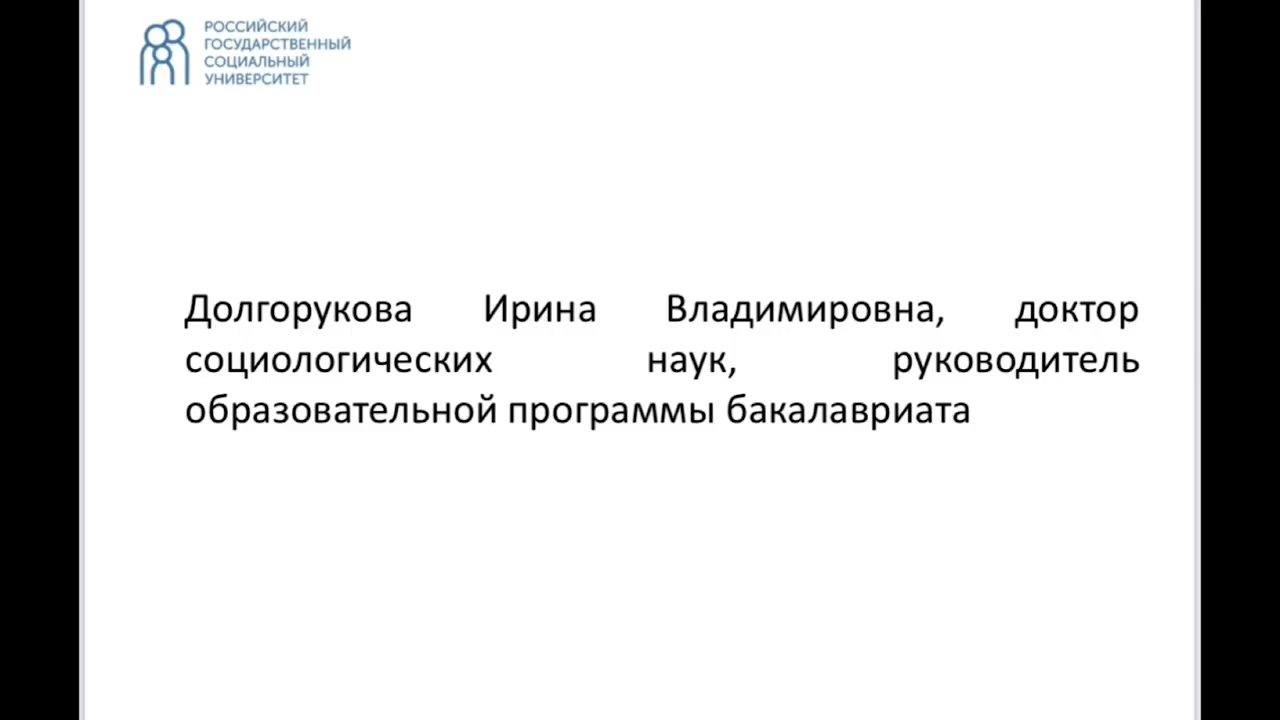 РОССИЙСКИЙ
ГОСУДАРСТВЕННЫЙ
СОЦИАЛЬНЫЙ
УНИВЕРСИТЕТ
Долгорукова Ирина Владимировна, доктор
социологических наук, руководитель
образовательной программы бакалавриата